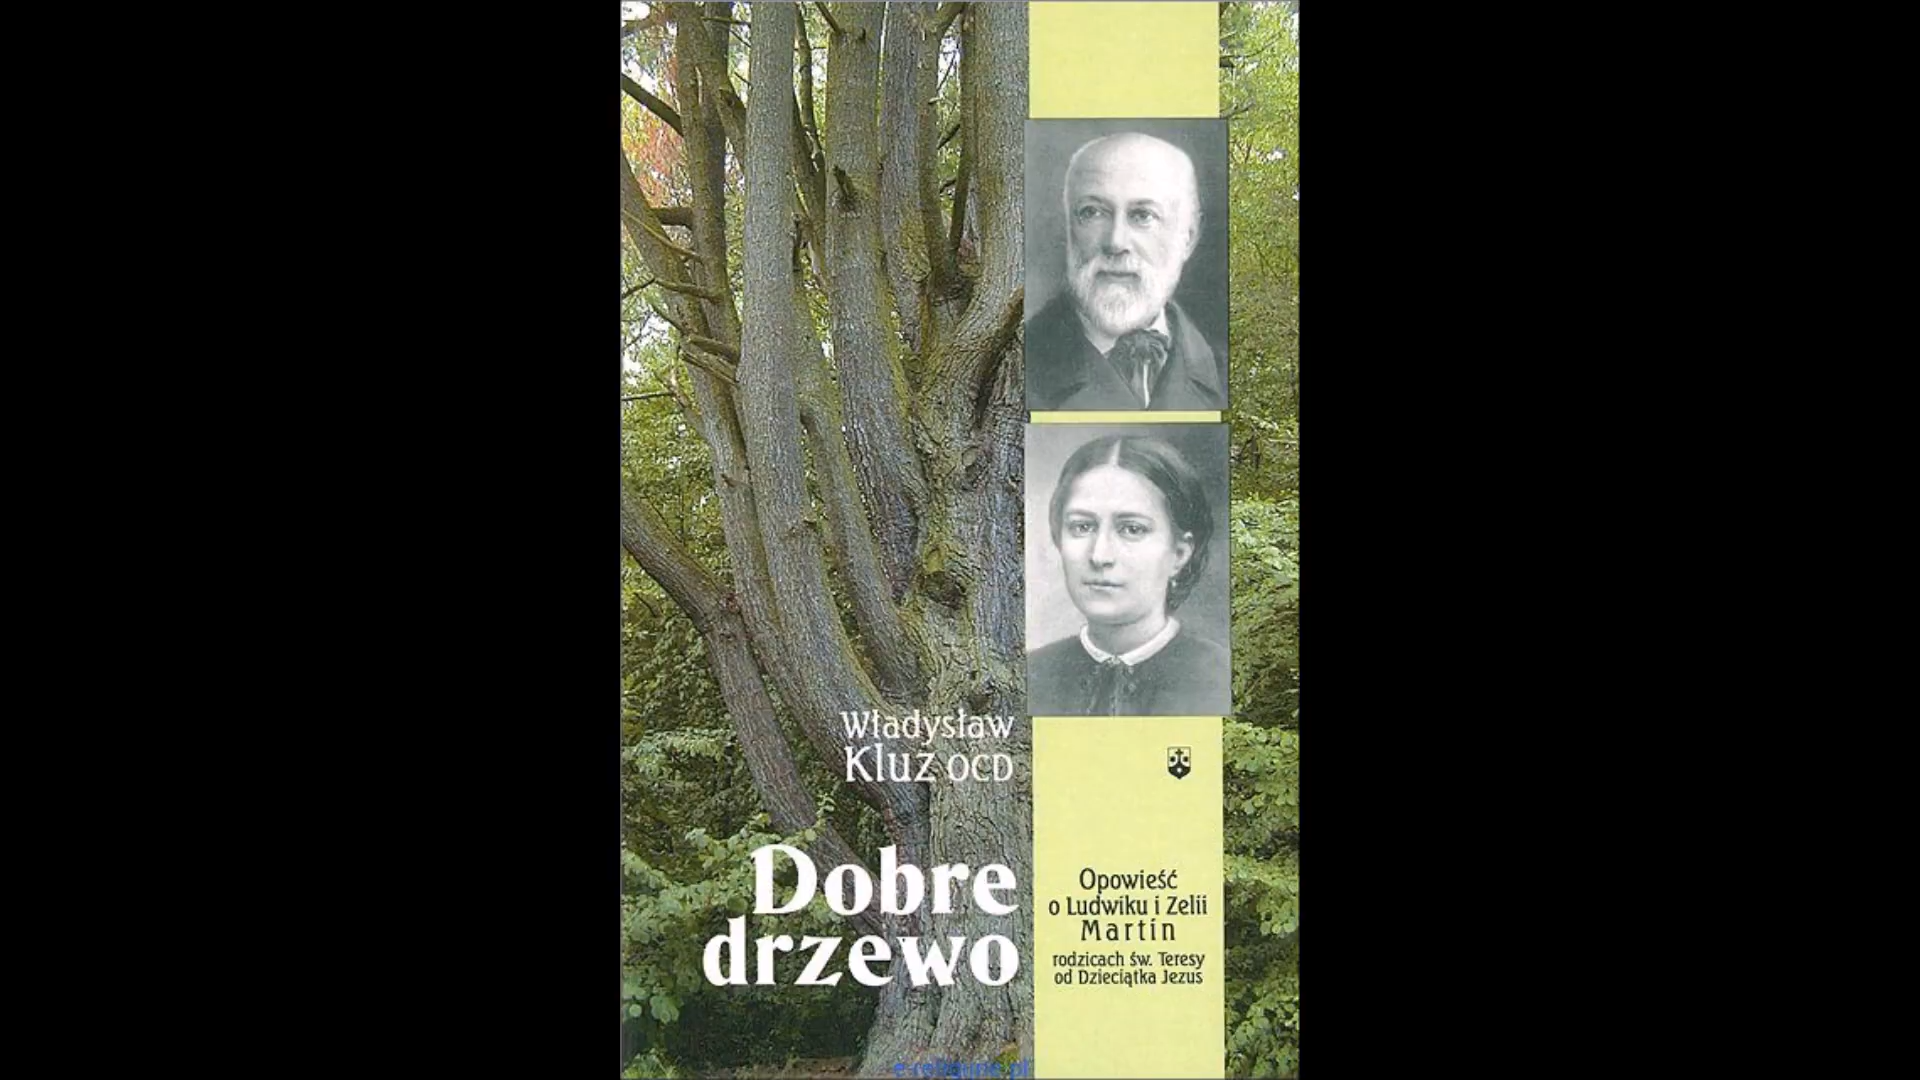 Władysław
Kluz OCD
Dobre
drzewo
Opowieść
o Ludwiku i Zelii
Martin
rodzicach św. Teresy
od Dzieciątka Jezus